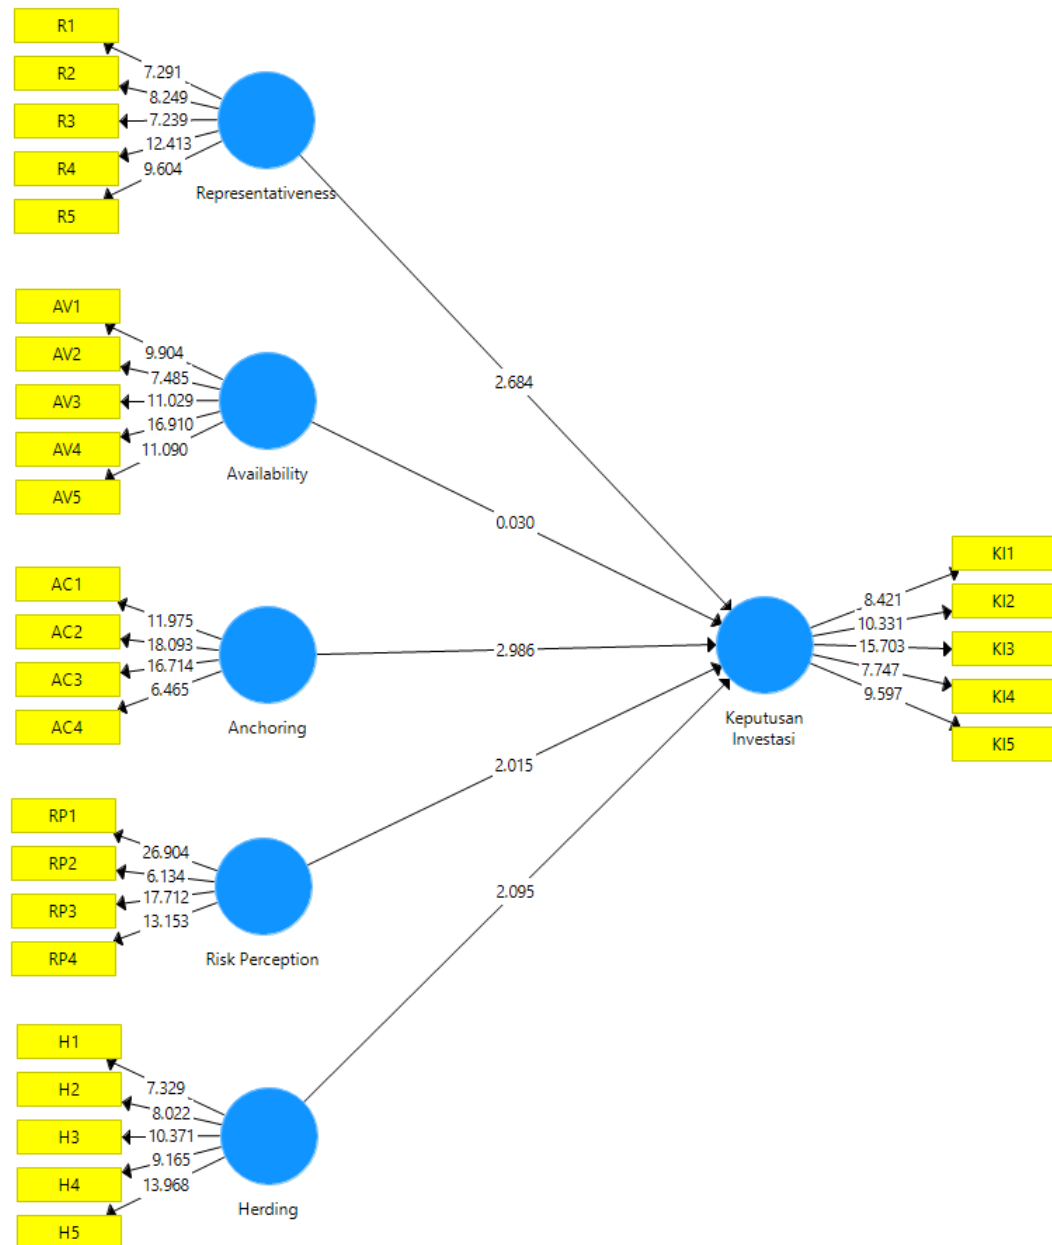 R1
7.291
R2
8.249
R3
7.239
R4
12.413
R5
9.604
Representativeness
AV1
9.904
AV2
7.485
AV3
11.029
AV4
16.910
AV5
11.090
Availability
AC1
11.975
AC2
18.093
AC3
16.714
AC4
6.465
Anchoring
RP1
26.904
RP2
6.134
RP3
17.712
RP4
13.153
Risk Perception
H1
7.329
H2
8.022
H3
10.371
H4
9.165
H5
13.968
Herding
2.684
0.030
2.986
2.015
2.095
Keputusan
Investasi
8.421
KI1
10.331
KI2
15.703
KI3
7.747
KI4
9.597
KI5